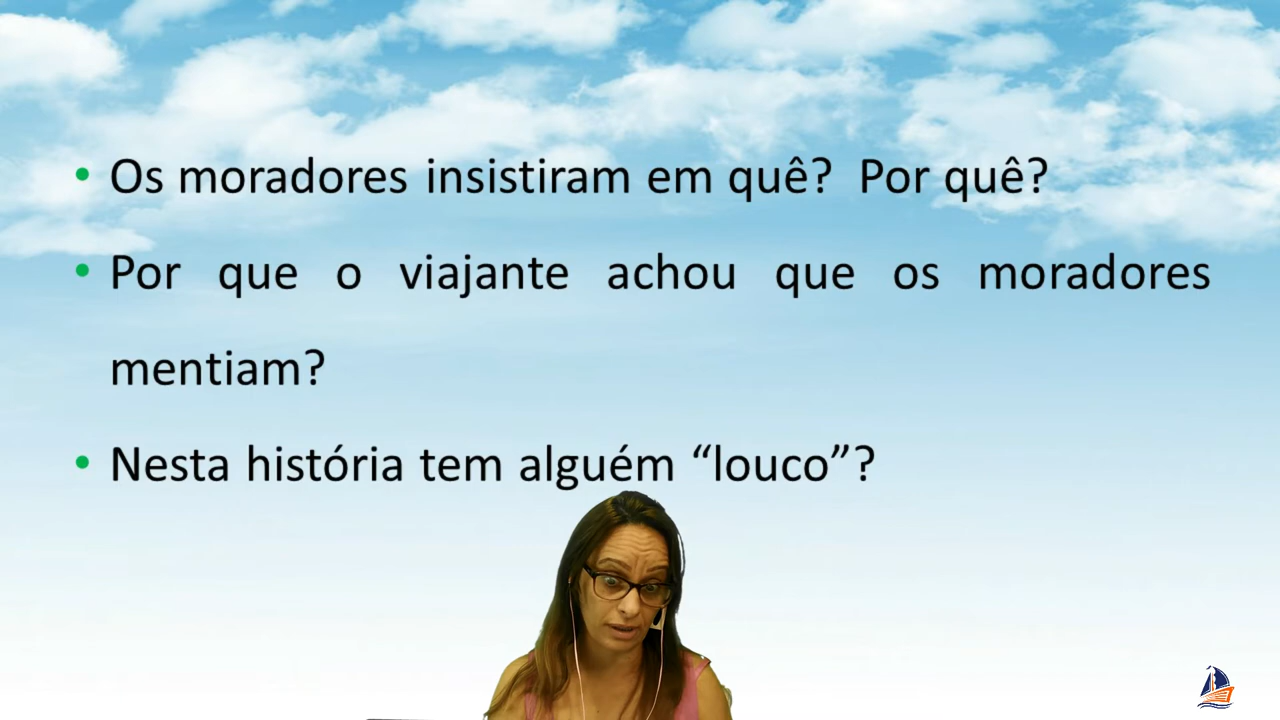 • Os moradores insistiram em quê? Por quê?
• Por que o viajante achou que os moradores
mentiam?
• Nesta história tem alguém “louco”?